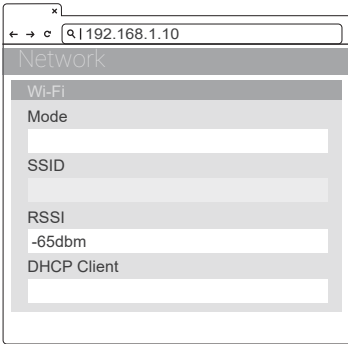 192.168.1.10
Network
Wi-Fi
Mode
SSID
RSSI
-65dbm
DHCP Client